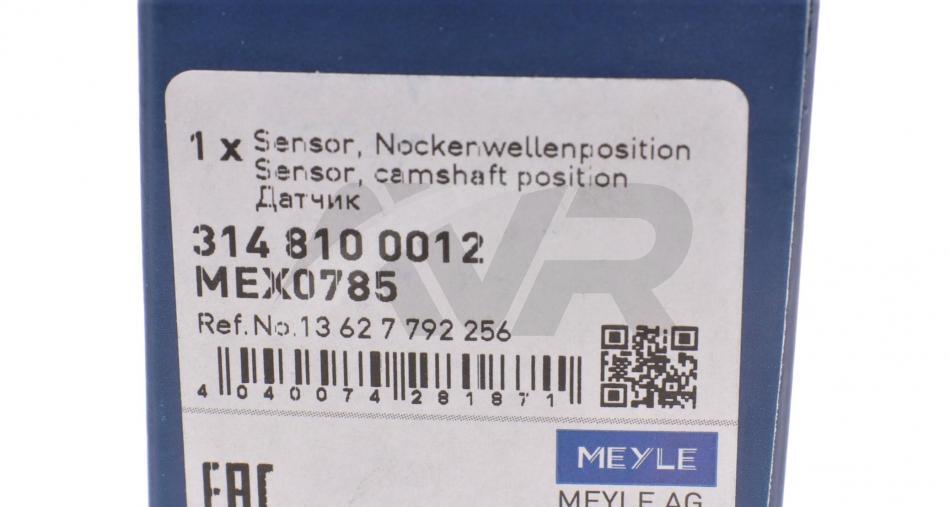 1 x Sensor, Nockenwellenposition
Sensor, camshaft position
Датчик
314 810 0012
MEX0785
Ref.No.13 62 7 792 256
4 040074 281871
EAC
MEYLE
MEYLE AG
VR